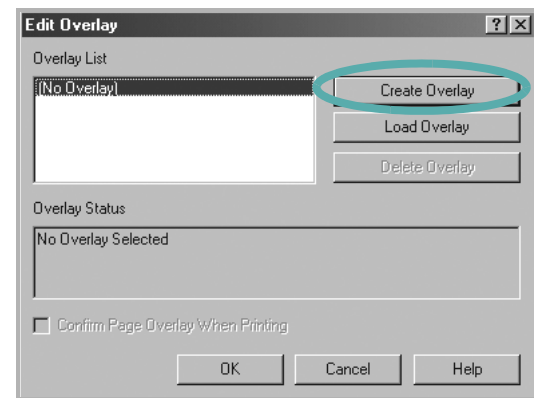 Edit Overlay
Overlay List
(No Overlay)
Create Overlay
Load Overlay
Delete Overlay
Overlay Status
No Overlay Selected
Confirm Page Overlay When Printing
OK Cancel Help